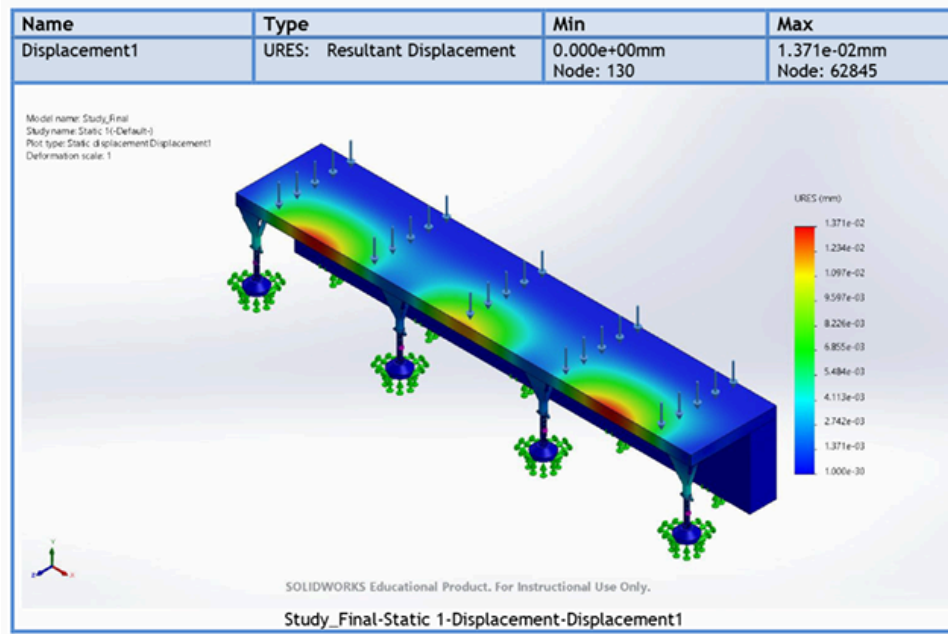 Name Type Min Max
Displacement1 URES: Resultant Displacement 0.000e+00mm 1.371e-02mm
Node: 130 Node: 62845
Model name: Study_Final
Study name: Static 1(-Default-)
Plot type: Static displacement Displacement1
Deformation scale: 1
URES (mm)
1.371e-02
1.234e-02
1.097e-02
9.597e-03
8.226e-03
6.855e-03
5.484e-03
4.113e-03
2.742e-03
1.371e-03
1.000e-30
SOLIDWORKS Educational Product. For Instructional Use Only.
Study_Final-Static 1-Displacement-Displacement1